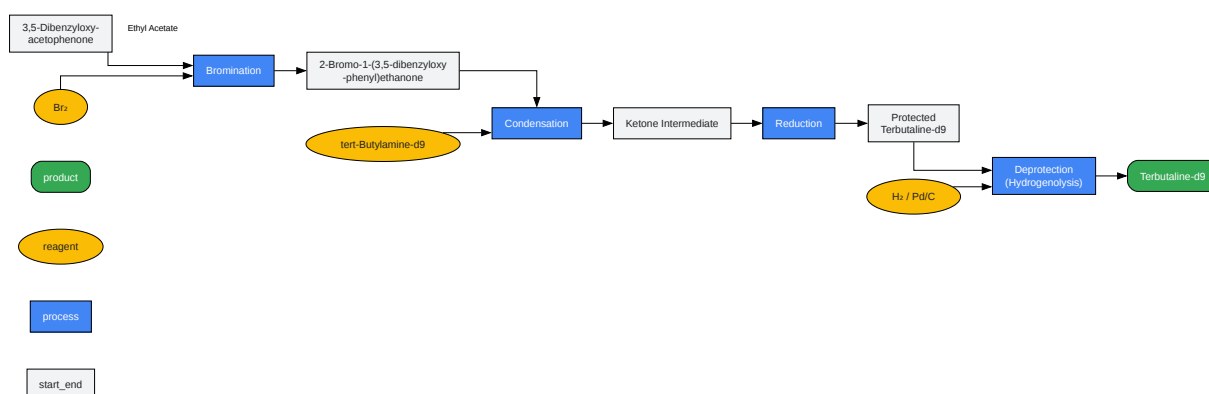 3,5-Dibenzyloxy-
acetophenone
Ethyl Acetate
Br₂
Bromination
2-Bromo-1-(3,5-dibenzyloxy
-phenyl)ethanone
tert-Butylamine-d9
Condensation
Ketone Intermediate
Reduction
Protected
Terbutaline-d9
H₂ / Pd/C
Deprotection
(Hydrogenolysis)
Terbutaline-d9
product
reagent
process
start_end